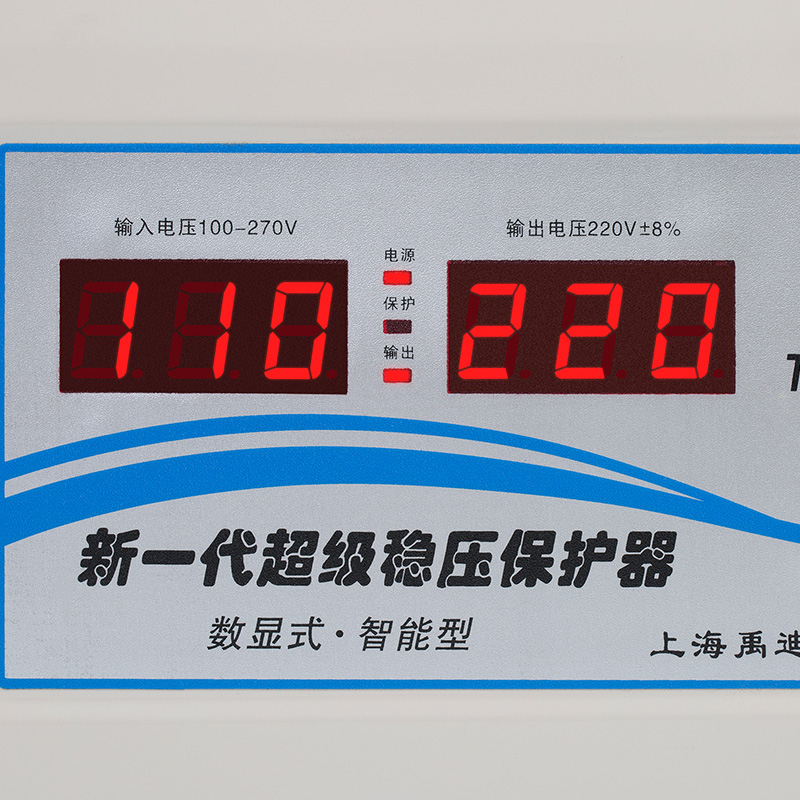 输入电压100-270V
输出电压220V±8%
电源
保护
输出
110
220
T
新一代超级稳压保护器
数显式·智能型
上海禹迪